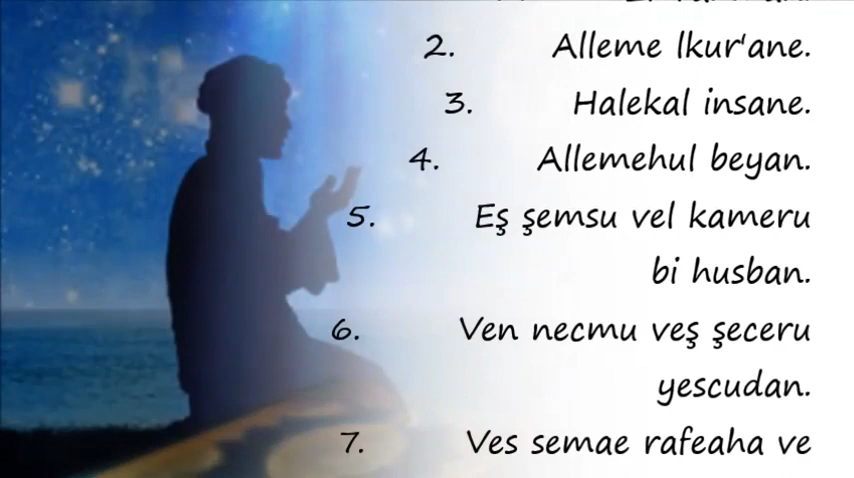 2. Alleme lkur'ane.
3. Halekal insane.
4. Allemehul beyan.
5. Eş şemsu vel kameru
bi husban.
6. Ven necmu veş şeceru
yescudan.
7. Ves semae rafeaha ve